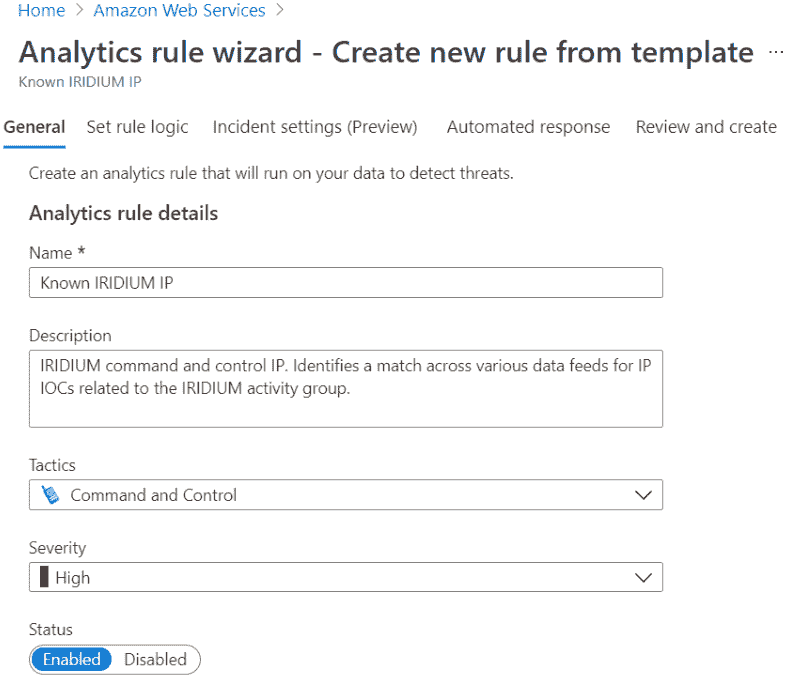 Home > Amazon Web Services >
Analytics rule wizard - Create new rule from template ...
Known IRIDIUM IP
General Set rule logic Incident settings (Preview) Automated response Review and create
Create an analytics rule that will run on your data to detect threats.
Analytics rule details
Name *
Known IRIDIUM IP
Description
IRIDIUM command and control IP. Identifies a match across various data feeds for IP
IOCs related to the IRIDIUM activity group.
Tactics
Command and Control
Severity
High
Status
Enabled Disabled